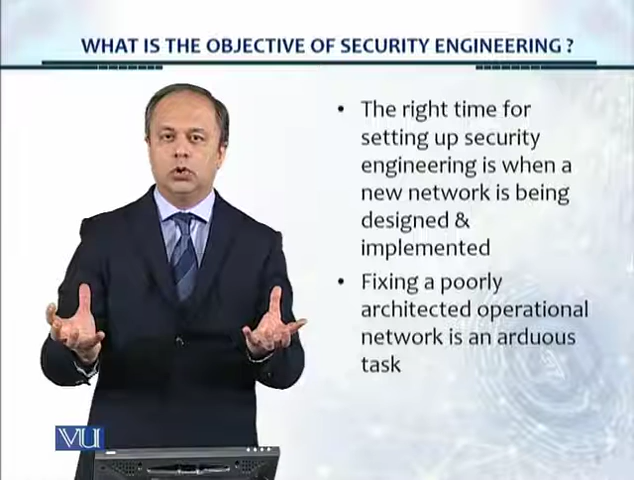 WHAT IS THE OBJECTIVE OF SECURITY ENGINEERING ?
• The right time for
setting up security
engineering is when a
new network is being
designed &
implemented
• Fixing a poorly
architected operational
network is an arduous
task
VU